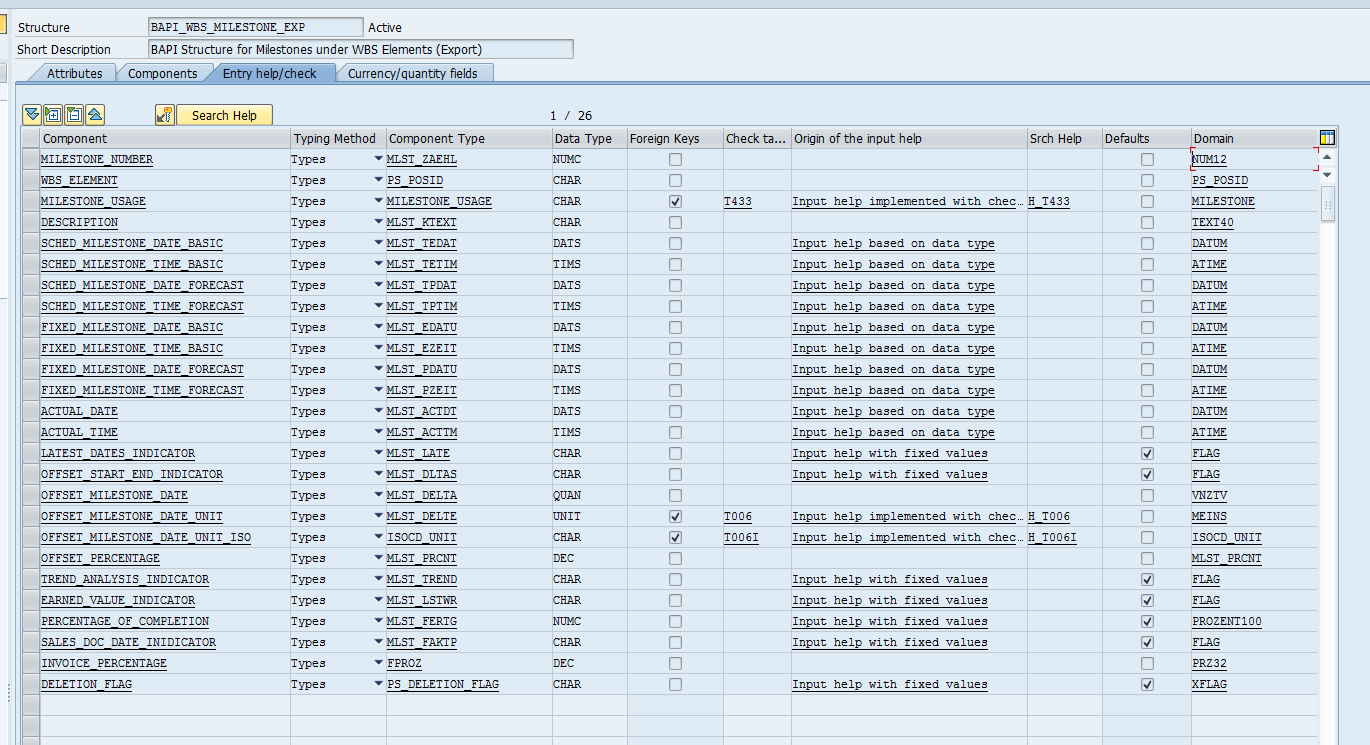 Structure BAPI_WBS_MILESTONE_EXP Active
Short Description BAPI Structure for Milestones under WBS Elements (Export)
Attributes Components Entry help/check Currency/quantity fields
Search Help 1 / 26
Component Typing Method Component Type Data Type Foreign Keys Check ta... Origin of the input help Srch Help Defaults Domain
MILESTONE_NUMBER Types MLST_ZAEHL NUMC NUM12
WBS_ELEMENT Types PS_POSID CHAR PS_POSID
MILESTONE_USAGE Types MILESTONE_USAGE CHAR T433 Input help implemented with chec… H_T433 MILESTONE
DESCRIPTION Types MLST_KTEXT CHAR TEXT40
SCHED_MILESTONE_DATE_BASIC Types MLST_TEDAT DATS Input help based on data type DATUM
SCHED_MILESTONE_TIME_BASIC Types MLST_TETIM TIMS Input help based on data type ATIME
SCHED_MILESTONE_DATE_FORECAST Types MLST_TPDAT DATS Input help based on data type DATUM
SCHED_MILESTONE_TIME_FORECAST Types MLST_TPTIM TIMS Input help based on data type ATIME
FIXED_MILESTONE_DATE_BASIC Types MLST_EDATU DATS Input help based on data type DATUM
FIXED_MILESTONE_TIME_BASIC Types MLST_EZEIT TIMS Input help based on data type ATIME
FIXED_MILESTONE_DATE_FORECAST Types MLST_PDATU DATS Input help based on data type DATUM
FIXED_MILESTONE_TIME_FORECAST Types MLST_PZEIT TIMS Input help based on data type ATIME
ACTUAL_DATE Types MLST_ACTDT DATS Input help based on data type DATUM
ACTUAL_TIME Types MLST_ACTTM TIMS Input help based on data type ATIME
LATEST_DATES_INDICATOR Types MLST_LATE CHAR Input help with fixed values FLAG
OFFSET_START_END_INDICATOR Types MLST_DLTAS CHAR Input help with fixed values FLAG
OFFSET_MILESTONE_DATE Types MLST_DELTA QUAN VNZTV
OFFSET_MILESTONE_DATE_UNIT Types MLST_DELTE UNIT T006 Input help implemented with chec… H_T006 MEINS
OFFSET_MILESTONE_DATE_UNIT_ISO Types ISOCD_UNIT CHAR T006I Input help implemented with chec… H_T006I ISOCD_UNIT
OFFSET_PERCENTAGE Types MLST_PRCNT DEC MLST_PRCNT
TREND_ANALYSIS_INDICATOR Types MLST_TREND CHAR Input help with fixed values FLAG
EARNED_VALUE_INDICATOR Types MLST_LSTWR CHAR Input help with fixed values FLAG
PERCENTAGE_OF_COMPLETION Types MLST_FERTG NUMC Input help with fixed values PROZENT100
SALES_DOC_DATE_INIDICATOR Types MLST_FAKTP CHAR Input help with fixed values FLAG
INVOICE_PERCENTAGE Types FPROZ DEC PRZ32
DELETION_FLAG Types PS_DELETION_FLAG CHAR Input help with fixed values XFLAG